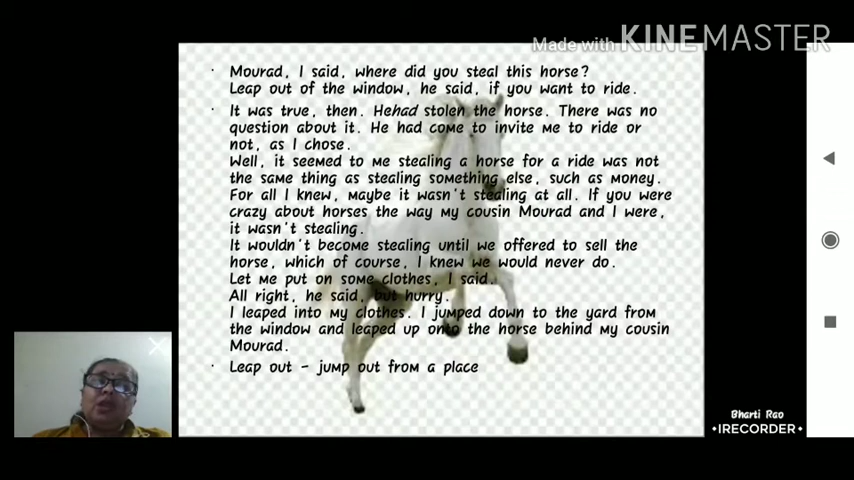 Made with KINEMASTER
· Mourad, I said, where did you steal this horse?
Leap out of the window, he said, if you want to ride.
· It was true, then. Hehad stolen the horse. There was no
question about it. He had come to invite me to ride or
not, as I chose.
Well, it seemed to me stealing a horse for a ride was not
the same thing as stealing something else, such as money.
For all I knew, maybe it wasn't stealing at all. If you were
crazy about horses the way my cousin Mourad and I were,
it wasn't stealing.
It wouldn't become stealing until we offered to sell the
horse, which of course, I knew we would never do.
Let me put on some clothes, I said.
All right, he said, but hurry.
I leaped into my clothes. I jumped down to the yard from
the window and leaped up onto the horse behind my cousin
Mourad.
· Leap out - jump out from a place
Bharti Rao
IRECORDER